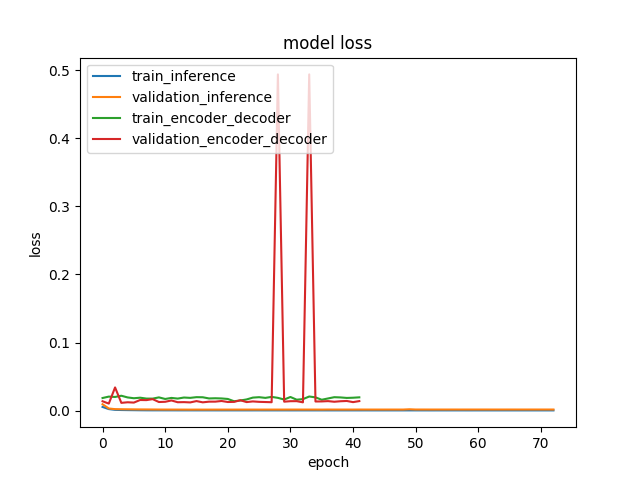 model loss
train_inference
validation_inference
train_encoder_decoder
validation_encoder_decoder
0.5
0.4
0.3
0.2
0.1
0.0
loss
0 10 20 30 40 50 60 70
epoch